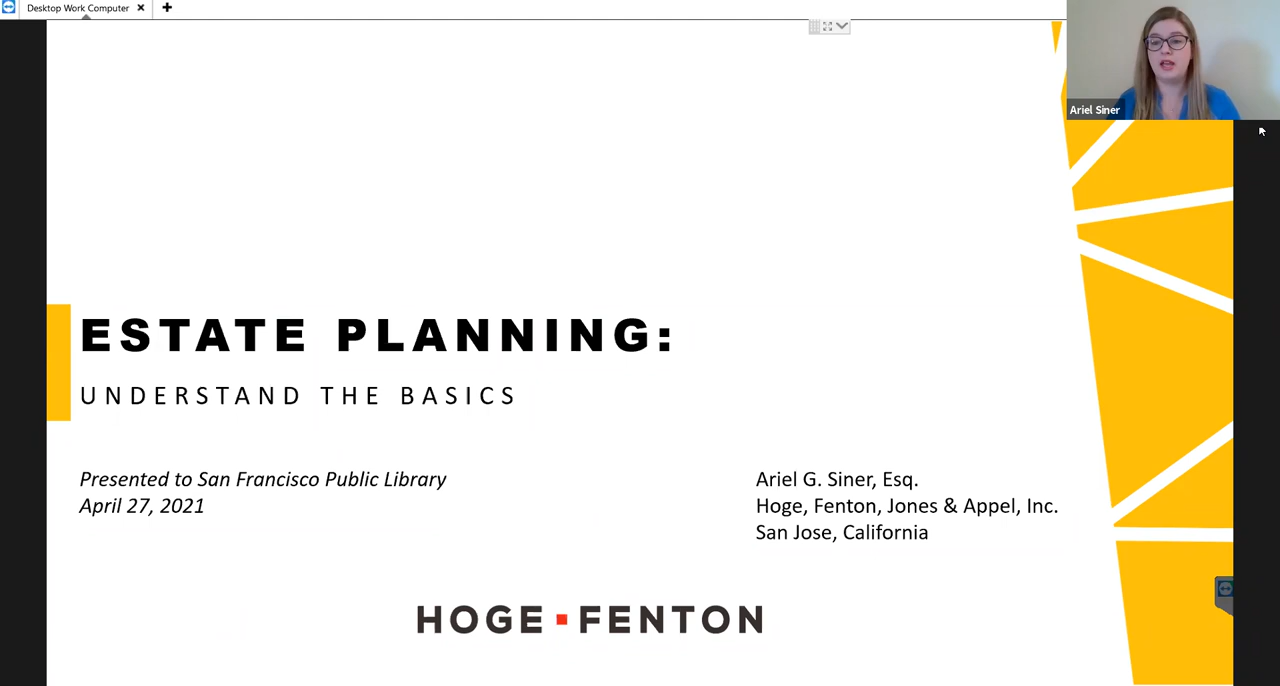 Desktop Work Computer
Ariel Siner
ESTATE PLANNING:
UNDERSTAND THE BASICS
Presented to San Francisco Public Library
April 27, 2021
Ariel G. Siner, Esq.
Hoge, Fenton, Jones & Appel, Inc.
San Jose, California
HOGE FENTON